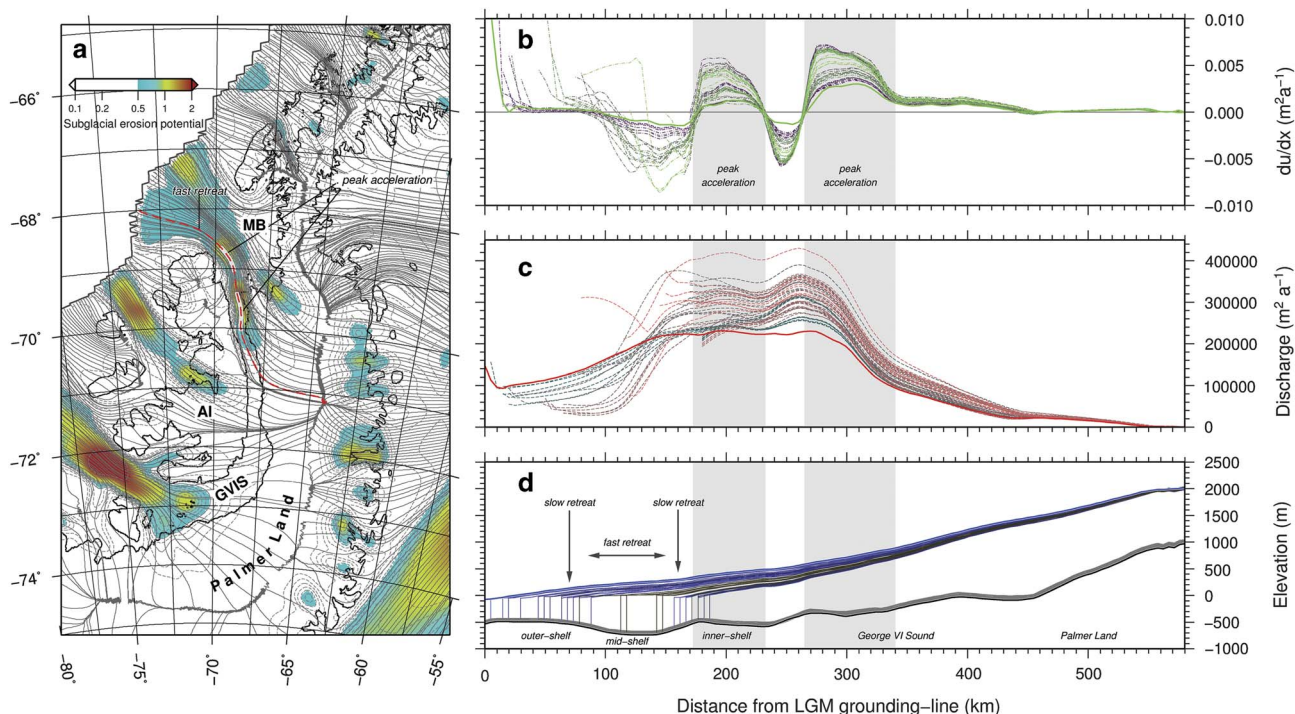 a
0.1 0.2 0.5 1 2
Subglacial erosion potential
fast retreat
peak acceleration
MB
AI
GVIS
Palmer Land
−66˚
−68˚
−70˚
−72˚
−74˚
−80˚
−75˚
−70˚
−65˚
−60˚
−55˚
b
peak
acceleration
peak
acceleration
0.010
0.005
0.000
−0.005
−0.010
du/dx (m²a⁻¹)
c
400000
300000
200000
100000
0
Discharge (m² a⁻¹)
d
slow retreat
slow retreat
fast retreat
outer−shelf
mid−shelf
inner−shelf
George VI Sound
Palmer Land
2500
2000
1500
1000
500
0
−500
−1000
Elevation (m)
0 100 200 300 400 500
Distance from LGM grounding−line (km)